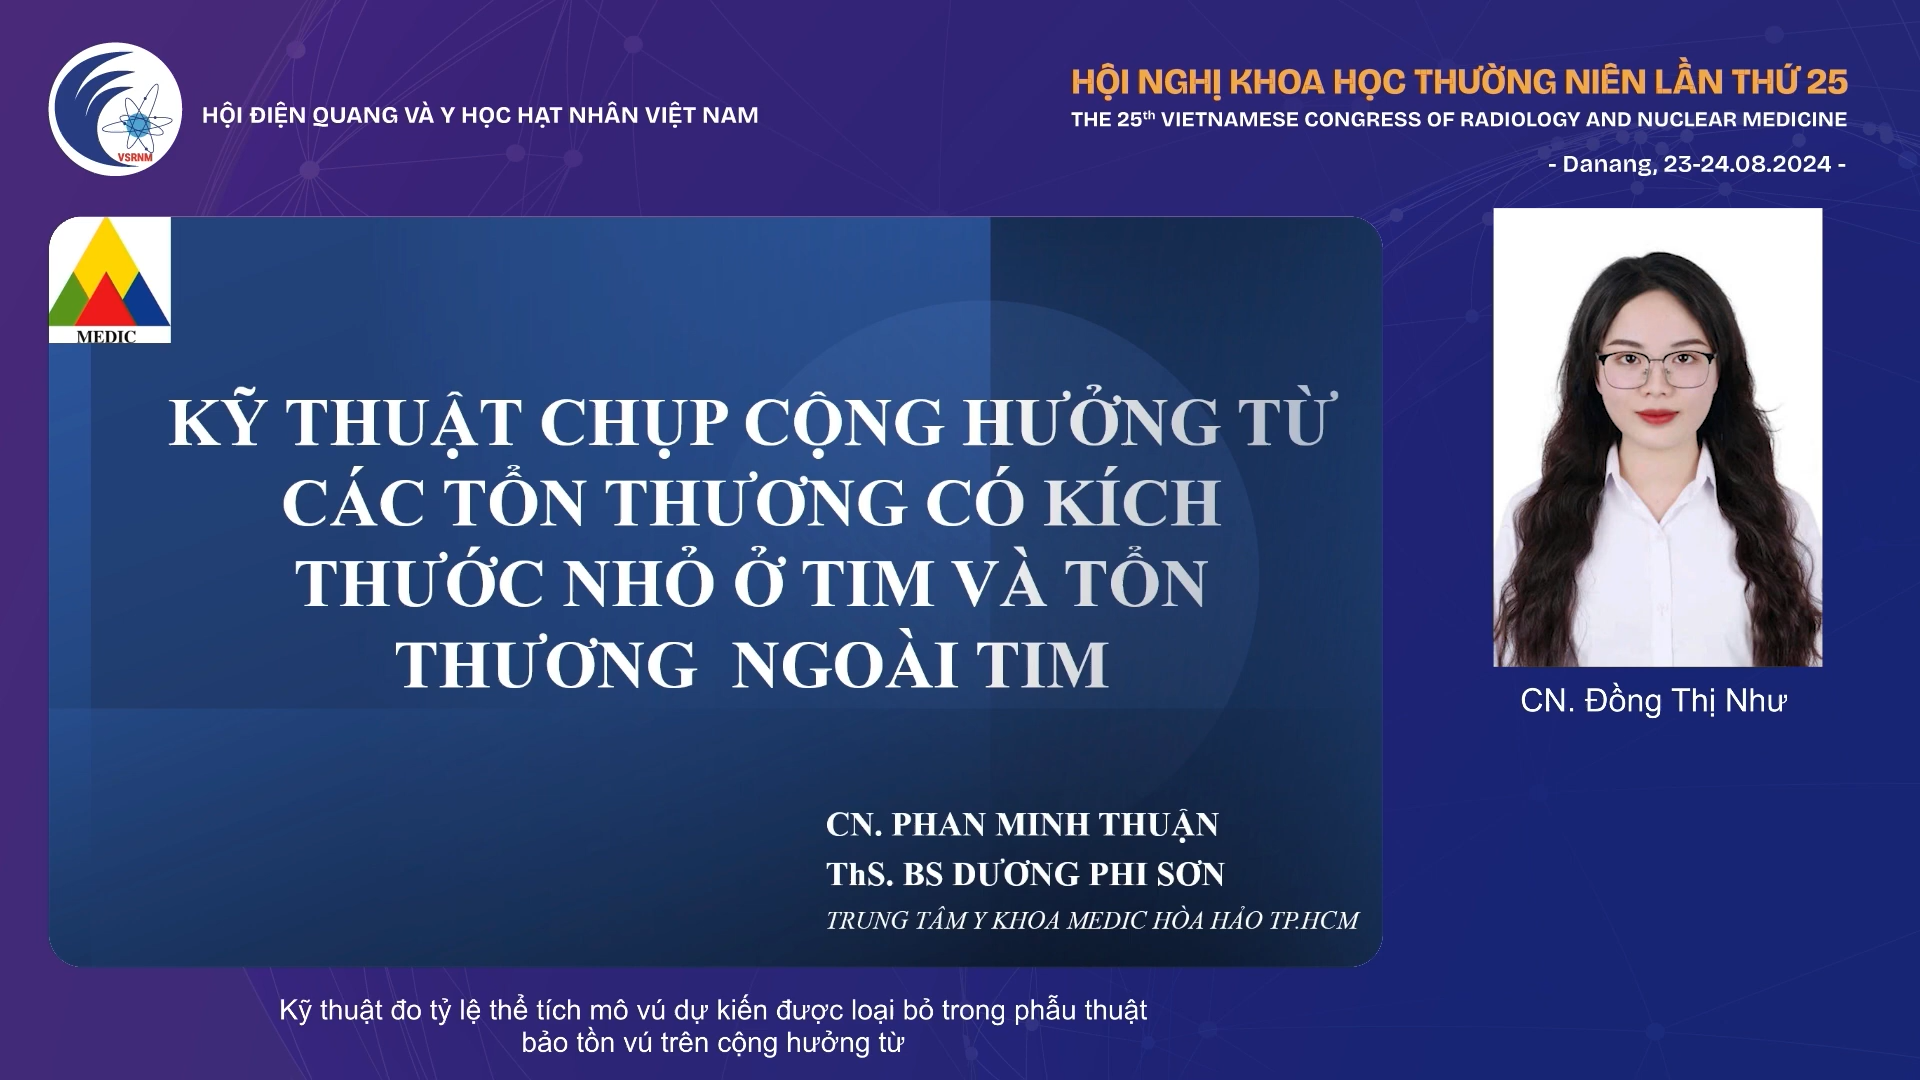 VSRNM
HỘI ĐIỆN QUANG VÀ Y HỌC HẠT NHÂN VIỆT NAM
HỘI NGHỊ KHOA HỌC THƯỜNG NIÊN LẦN THỨ 25
THE 25th VIETNAMESE CONGRESS OF RADIOLOGY AND NUCLEAR MEDICINE
- Danang, 23-24.08.2024 -
MEDIC
KỸ THUẬT CHỤP CỘNG HƯỞNG TỪ
CÁC TỔN THƯƠNG CÓ KÍCH
THƯỚC NHỎ Ở TIM VÀ TỔN
THƯƠNG NGOÀI TIM
CN. PHAN MINH THUẬN
ThS. BS DƯƠNG PHI SƠN
TRUNG TÂM Y KHOA MEDIC HÒA HẢO TP.HCM
CN. Đồng Thị Như
Kỹ thuật đo tỷ lệ thể tích mô vú dự kiến được loại bỏ trong phẫu thuật
bảo tồn vú trên cộng hưởng từ